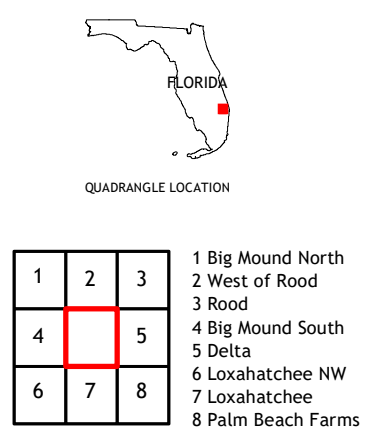 FLORIDA
QUADRANGLE LOCATION
1 2 3
4 5
6 7 8
1 Big Mound North
2 West of Rood
3 Rood
4 Big Mound South
5 Delta
6 Loxahatchee NW
7 Loxahatchee
8 Palm Beach Farms